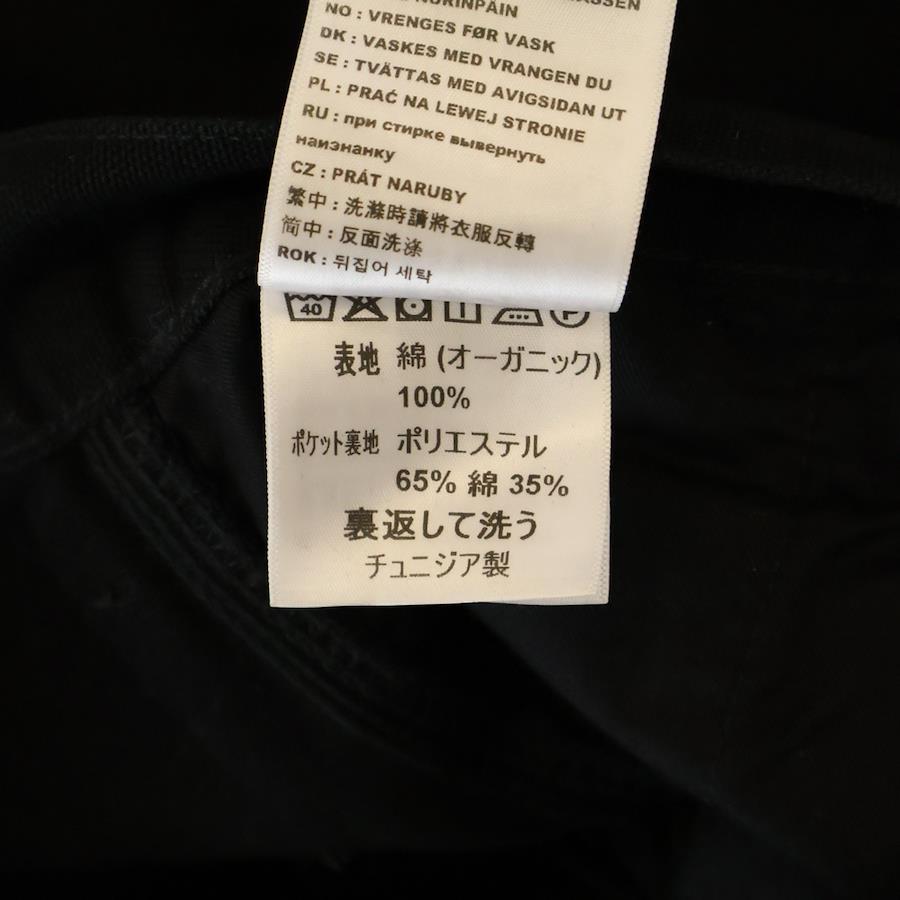 NURINPÄIN
NO : VRENGES FØR VASK
DK : VASKES MED VRANGEN DU
SE : TVÄTTAS MED AVIGSIDAN UT
PL : PRAĆ NA LEWEJ STRONIE
RU : при стирке вывернуть
наизнанку
CZ : PRÁT NARUBY
繁中 : 洗滌時請將衣服反轉
简中 : 反面洗涤
ROK : 뒤집어 세탁
40
P
表地 綿 (オーガニック)
100%
ポケット裏地 ポリエステル
65% 綿 35%
裏返して洗う
チュニジア製